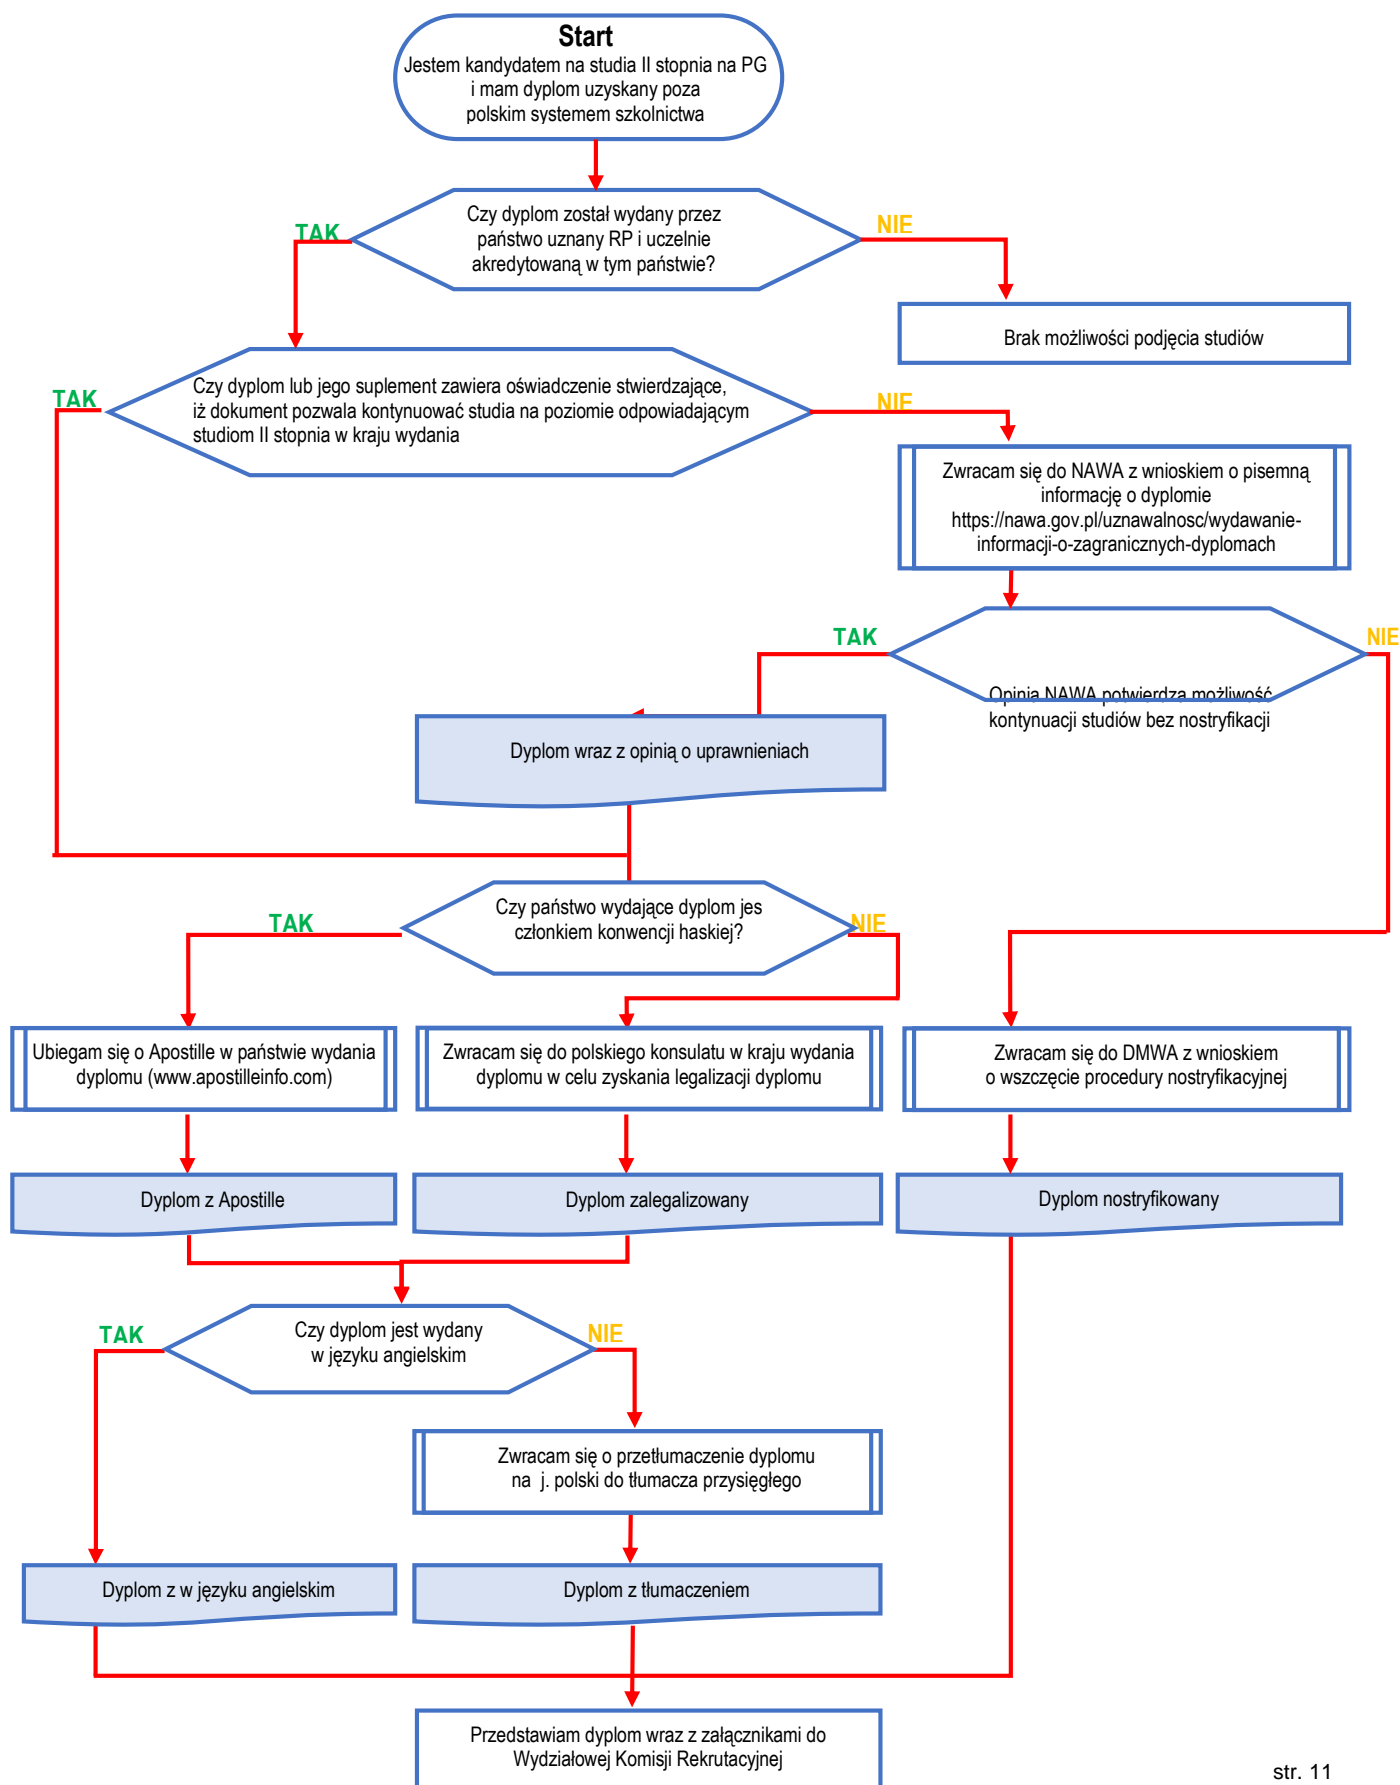 Start
Jestem kandydatem na studia II stopnia na PG
i mam dyplom uzyskany poza
polskim systemem szkolnictwa
Czy dyplom został wydany przez
państwo uznany RP i uczelnie
akredytowaną w tym państwie?
TAK
NIE
Brak możliwości podjęcia studiów
Czy dyplom lub jego suplement zawiera oświadczenie stwierdzające,
iż dokument pozwala kontynuować studia na poziomie odpowiadającym
studiom II stopnia w kraju wydania
TAK
NIE
Zwracam się do NAWA z wnioskiem o pisemną
informację o dyplomie
https://nawa.gov.pl/uznawalnosc/wydawanie-
informacji-o-zagranicznych-dyplomach
TAK
NIE
Opinia NAWA potwierdza możliwość
kontynuacji studiów bez nostryfikacji
Dyplom wraz z opinią o uprawnieniach
Czy państwo wydające dyplom jes
członkiem konwencji haskiej?
TAK
NIE
Ubiegam się o Apostille w państwie wydania
dyplomu (www.apostilleinfo.com)
Zwracam się do polskiego konsulatu w kraju wydania
dyplomu w celu zyskania legalizacji dyplomu
Zwracam się do DMWA z wnioskiem
o wszczęcie procedury nostryfikacyjnej
Dyplom z Apostille
Dyplom zalegalizowany
Dyplom nostryfikowany
Czy dyplom jest wydany
w języku angielskim
TAK
NIE
Zwracam się o przetłumaczenie dyplomu
na j. polski do tłumacza przysięgłego
Dyplom z w języku angielskim
Dyplom z tłumaczeniem
Przedstawiam dyplom wraz z załącznikami do
Wydziałowej Komisji Rekrutacyjnej
str. 11